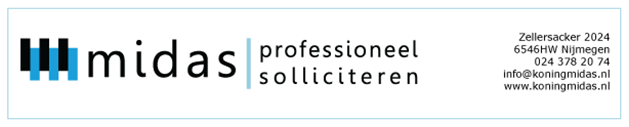 midas
professioneel
solliciteren
Zellersacker 2024
6546HW Nijmegen
024 378 20 74
info@koningmidas.nl
www.koningmidas.nl